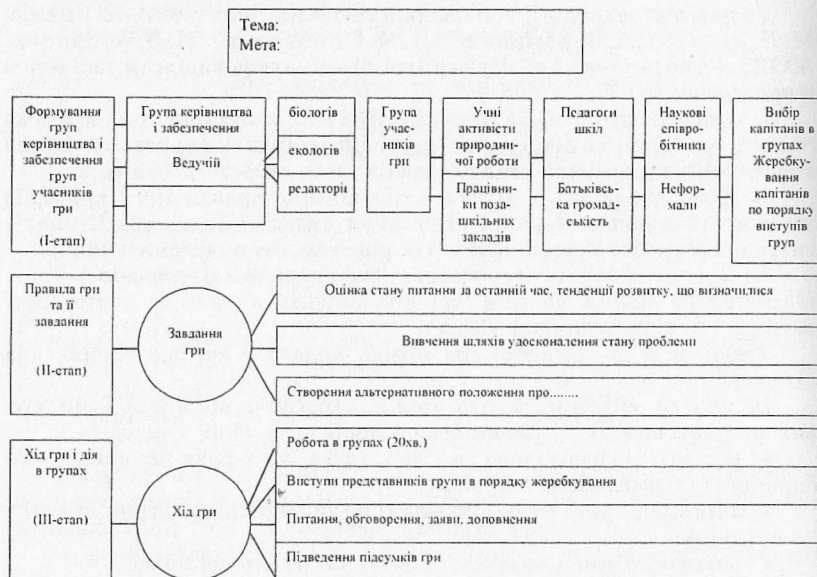 Тема:
Мета:
Формування
груп
керівництва і
забезпечення
груп
учасників
гри
(I-етап)
Група керівництва
і забезпечення
Ведучій
біологів
екологів
редакторії
Група
учас-
ників
гри
Учні
активісти
природни-
чої роботи
Працівни-
ки поза-
шкільних
закладів
Педагоги
шкіл
Батьківсь-
ка громад-
ськість
Наукові
співро-
бітники
Нефор-
мали
Вибір
капітанів в
групах
Жеребку-
вання
капітанів
по порядку
виступів
груп
Правила гри
та її
завдання
(II-етап)
Завдання
гри
Оцінка стану питання за останній час, тенденції розвитку, що визначилися
Вивчення шляхів удосконалення стану проблеми
Створення альтернативного положення про........
Хід гри і дія
в групах
(III-етап)
Хід гри
Робота в групах (20хв.)
Виступи представників групи в порядку жеребкування
Питання, обговорення, заяви, доповнення
Підведення підсумків гри